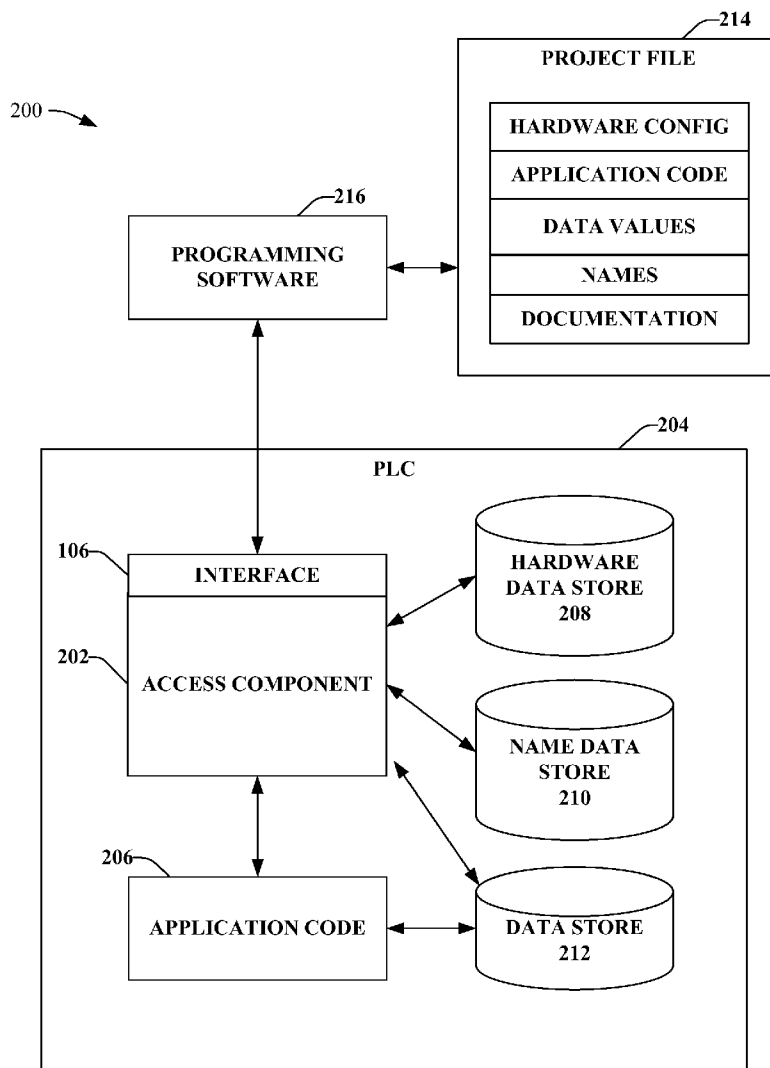 214
PROJECT FILE
200
HARDWARE CONFIG
APPLICATION CODE
216
DATA VALUES
PROGRAMMING
SOFTWARE
NAMES
DOCUMENTATION
204
PLC
106
INTERFACE
HARDWARE
DATA STORE
208
202
ACCESS COMPONENT
NAME DATA
STORE
210
206
APPLICATION CODE
DATA STORE
212